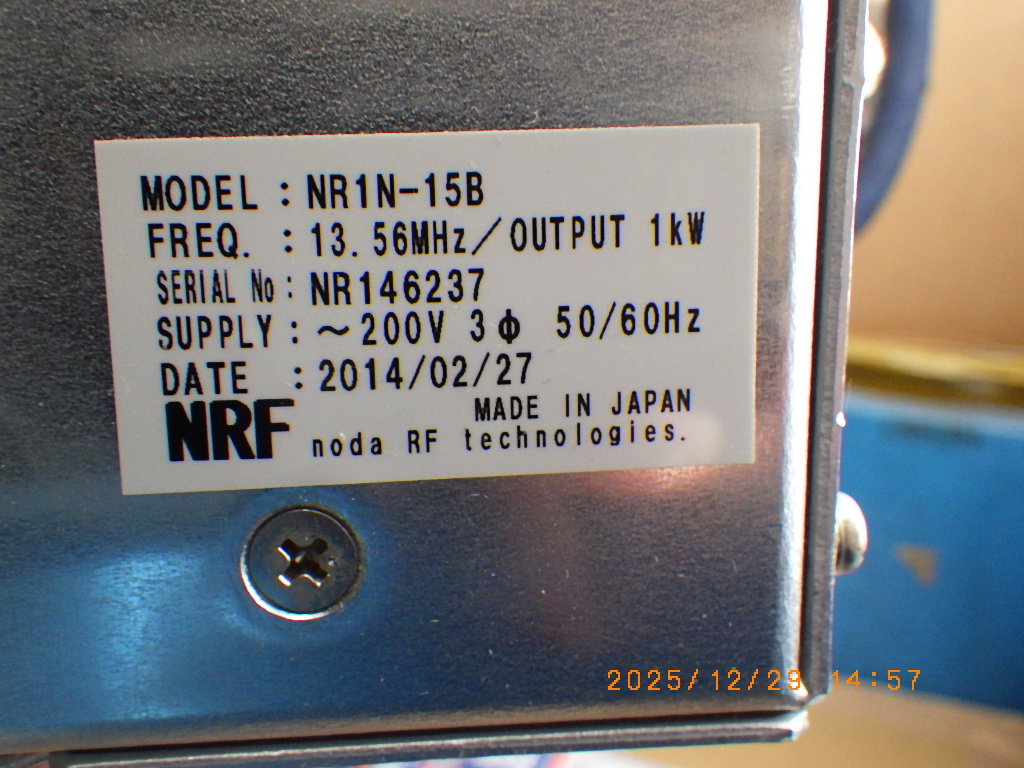 MODEL : NR1N-15B
FREQ. : 13.56MHz/OUTPUT 1kW
SERIAL No : NR146237
SUPPLY : ~200V 3Φ 50/60Hz
DATE : 2014/02/27
MADE IN JAPAN
NRF noda RF technologies.
2025/12/29 14:57